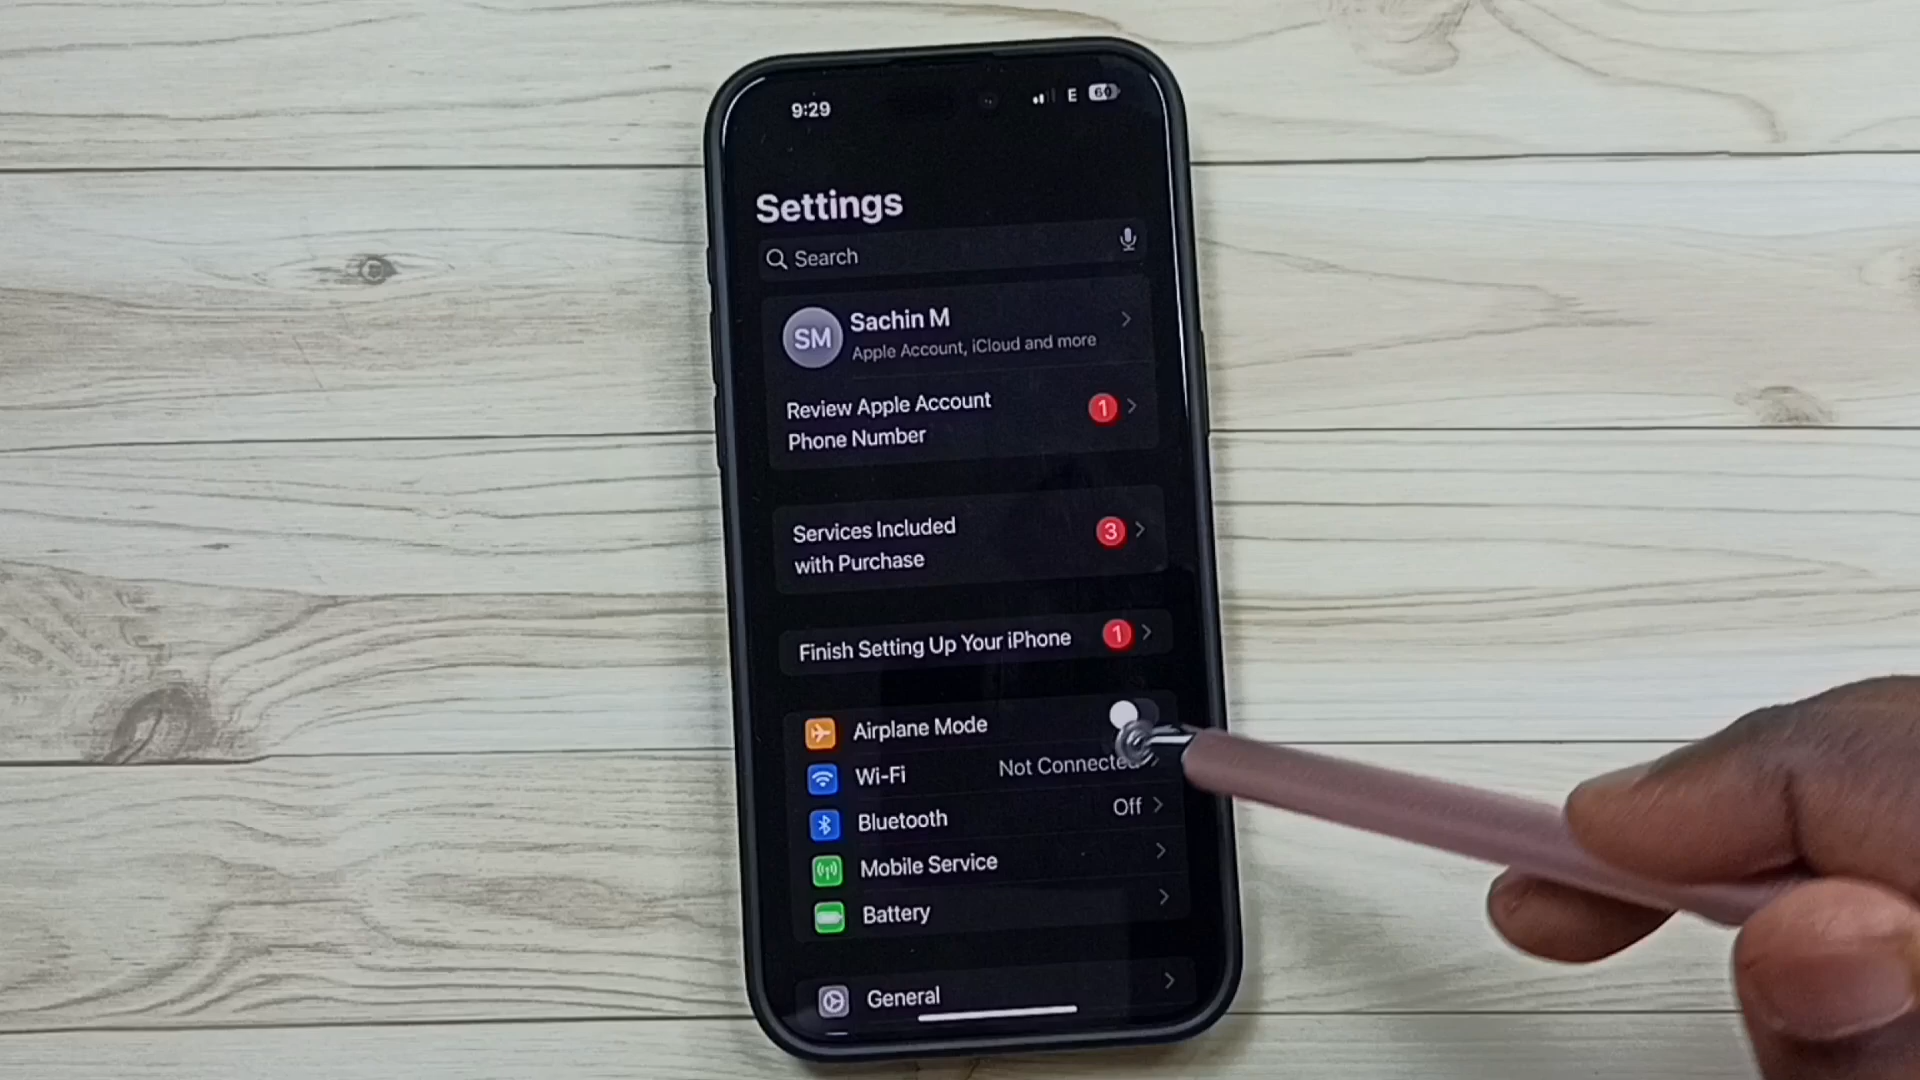 9:29
E 60
Settings
Search
SM
Sachin M
Apple Account, iCloud and more
Review Apple Account
Phone Number
1
Services Included
with Purchase
3
Finish Setting Up Your iPhone
1
Airplane Mode
Wi-Fi
Not Connected
Bluetooth
Off
Mobile Service
Battery
General